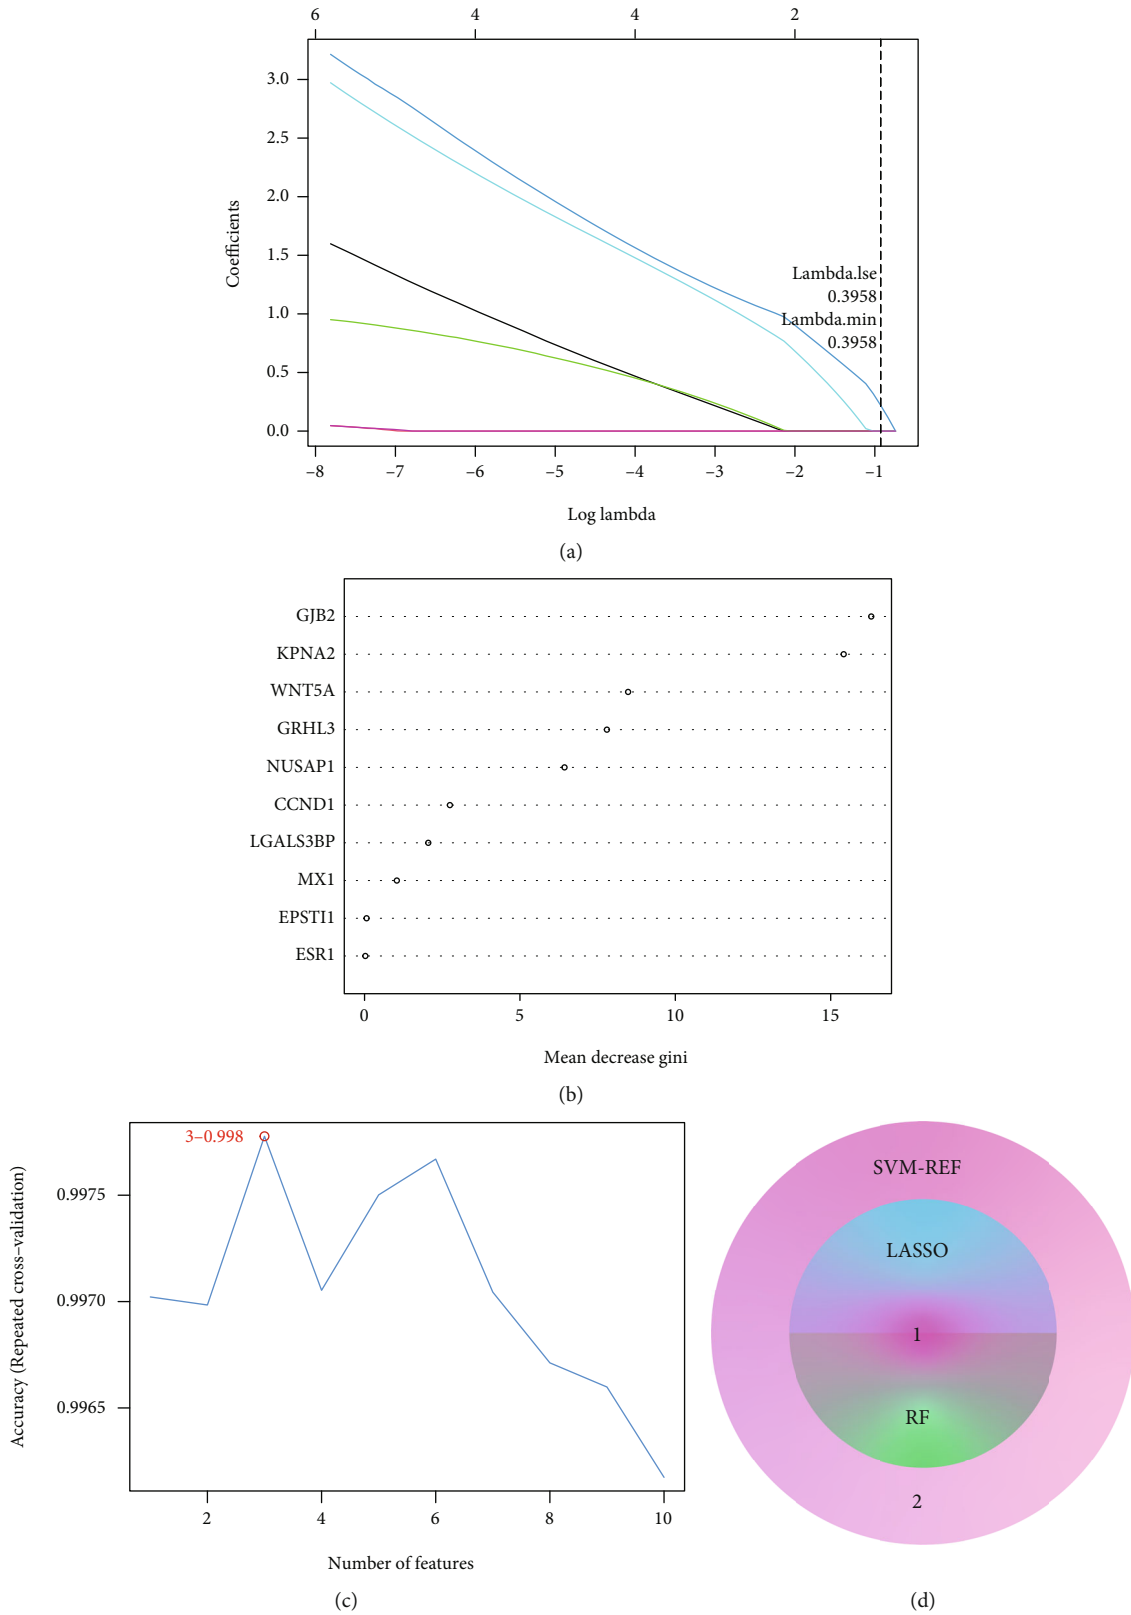 6 4 4 2
3.0
2.5
2.0
1.5
1.0
0.5
0.0
Coefficients
Lambda.lse
0.3958
Lambda.min
0.3958
–8 –7 –6 –5 –4 –3 –2 –1
Log lambda
(a)
GJB2
KPNA2
WNT5A
GRHL3
NUSAP1
CCND1
LGALS3BP
MX1
EPSTI1
ESR1
0 5 10 15
Mean decrease gini
(b)
3–0.998
0.9975
0.9970
0.9965
Accuracy (Repeated cross–validation)
2 4 6 8 10
Number of features
(c)
SVM-REF
LASSO
1
RF
2
(d)